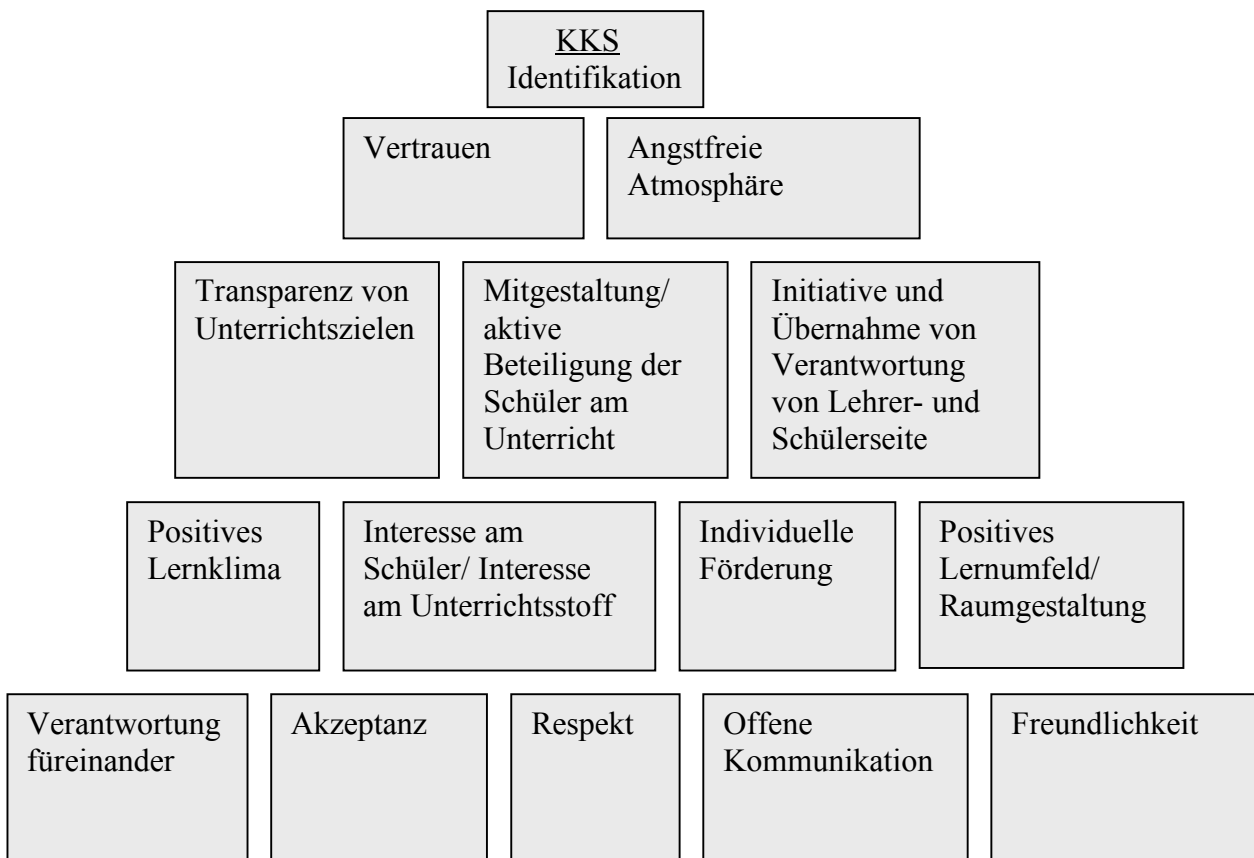 KKS
Identifikation
Vertrauen
Angstfreie
Atmosphäre
Transparenz von
Unterrichtszielen
Mitgestaltung/
aktive
Beteiligung der
Schüler am
Unterricht
Initiative und
Übernahme von
Verantwortung
von Lehrer- und
Schülerseite
Positives
Lernklima
Interesse am
Schüler/ Interesse
am Unterrichtsstoff
Individuelle
Förderung
Positives
Lernumfeld/
Raumgestaltung
Verantwortung
füreinander
Akzeptanz
Respekt
Offene
Kommunikation
Freundlichkeit